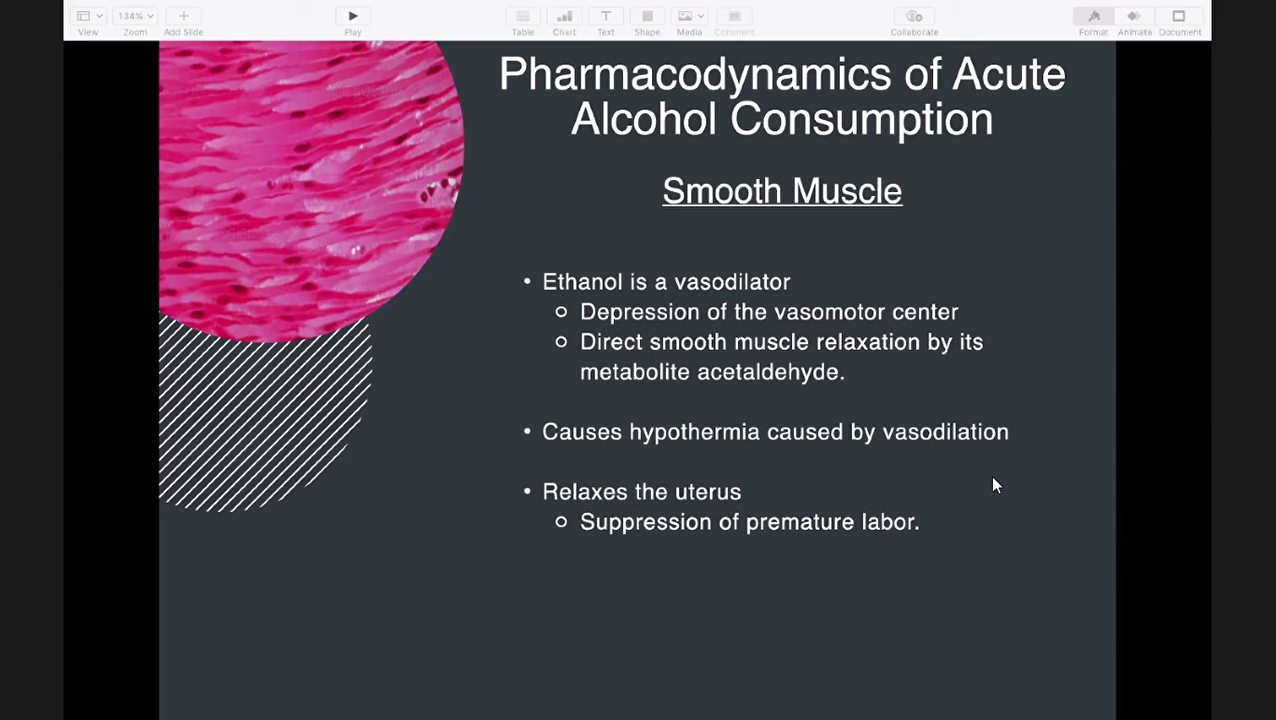 View
134%
Zoom
Add Slide
Play
Table
Chart
Text
Shape
Media
Comment
Collaborate
Format
Animate
Document
Pharmacodynamics of Acute
Alcohol Consumption
Smooth Muscle
• Ethanol is a vasodilator
○ Depression of the vasomotor center
○ Direct smooth muscle relaxation by its
metabolite acetaldehyde.
• Causes hypothermia caused by vasodilation
• Relaxes the uterus
○ Suppression of premature labor.